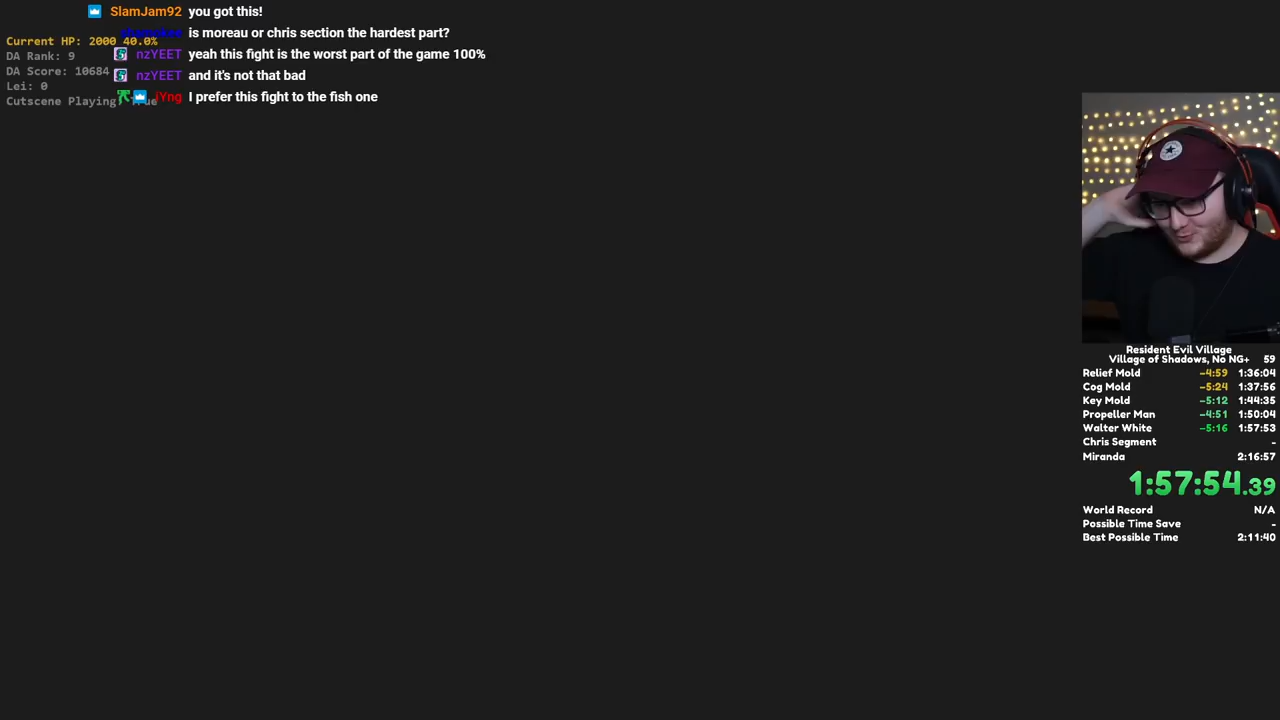 SlamJam92 you got this!
is moreau or chris section the hardest part?
Current HP: 2000 40.0%
DA Rank: 9
nzYEET yeah this fight is the worst part of the game 100%
DA Score: 10684
nzYEET and it's not that bad
Lei: 0
Cutscene Playing:
iYng I prefer this fight to the fish one
Resident Evil Village
Village of Shadows, No NG+ 59
Relief Mold -4:59 1:36:04
Cog Mold -5:24 1:37:56
Key Mold -5:12 1:44:35
Propeller Man -4:51 1:50:04
Walter White -5:16 1:57:53
Chris Segment -
Miranda 2:16:57
1:57:54.39
World Record N/A
Possible Time Save -
Best Possible Time 2:11:40